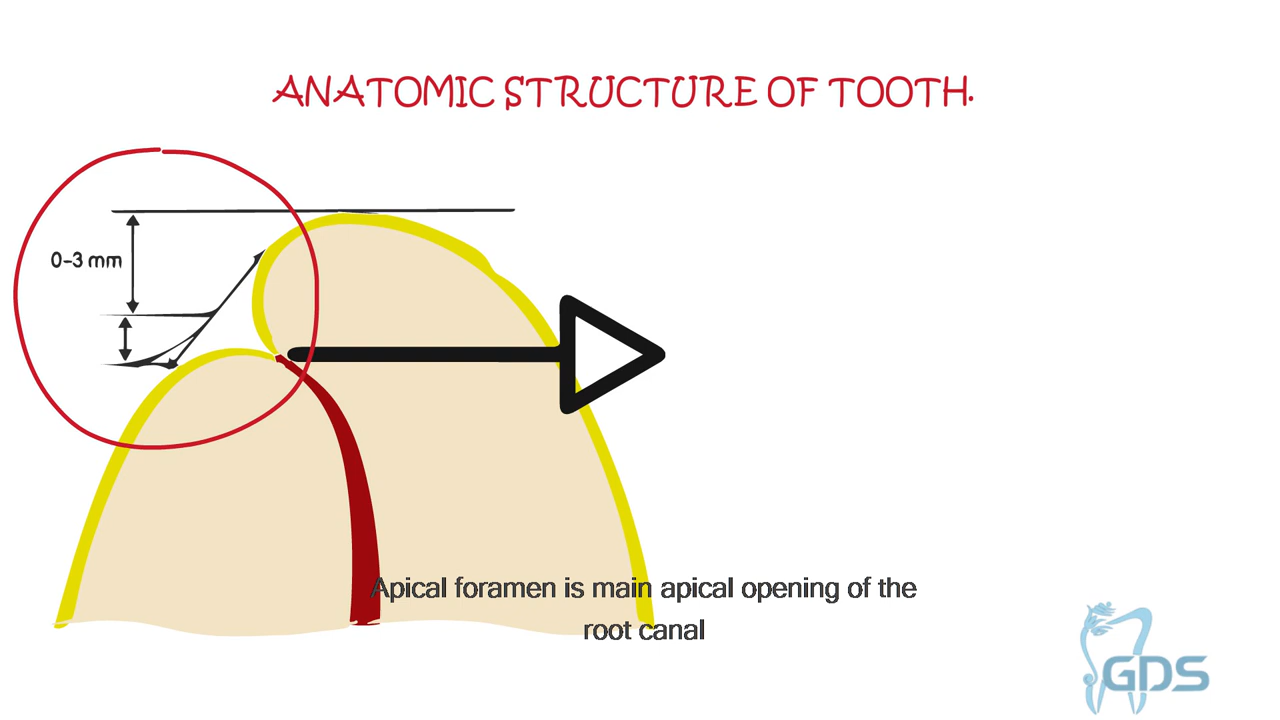 ANATOMIC STRUCTURE OF TOOTH.
0-3 mm
Apical foramen is main apical opening of the
root canal
GDS